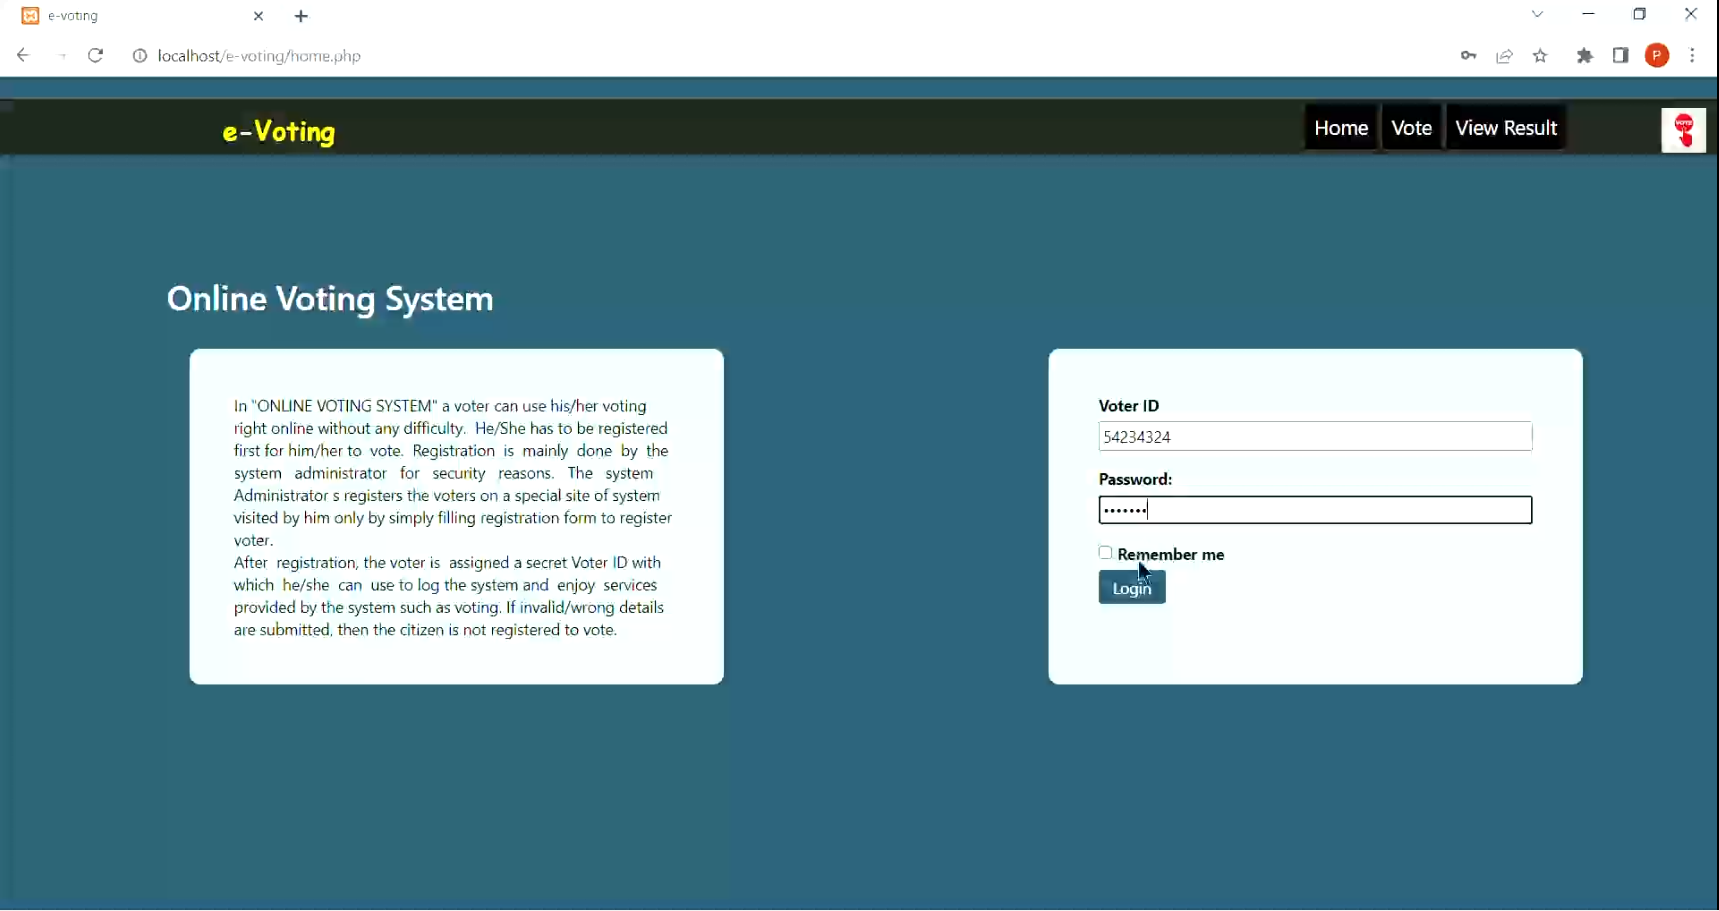 e-voting
localhost/e-voting/home.php
P
e-Voting
Home Vote View Result
VOTE
Online Voting System
In "ONLINE VOTING SYSTEM" a voter can use his/her voting
right online without any difficulty. He/She has to be registered
first for him/her to vote. Registration is mainly done by the
system administrator for security reasons. The system
Administrator s registers the voters on a special site of system
visited by him only by simply filling registration form to register
voter.
After registration, the voter is assigned a secret Voter ID with
which he/she can use to log the system and enjoy services
provided by the system such as voting. If invalid/wrong details
are submitted, then the citizen is not registered to vote.
Voter ID
54234324
Password:
•••••••
Remember me
Login